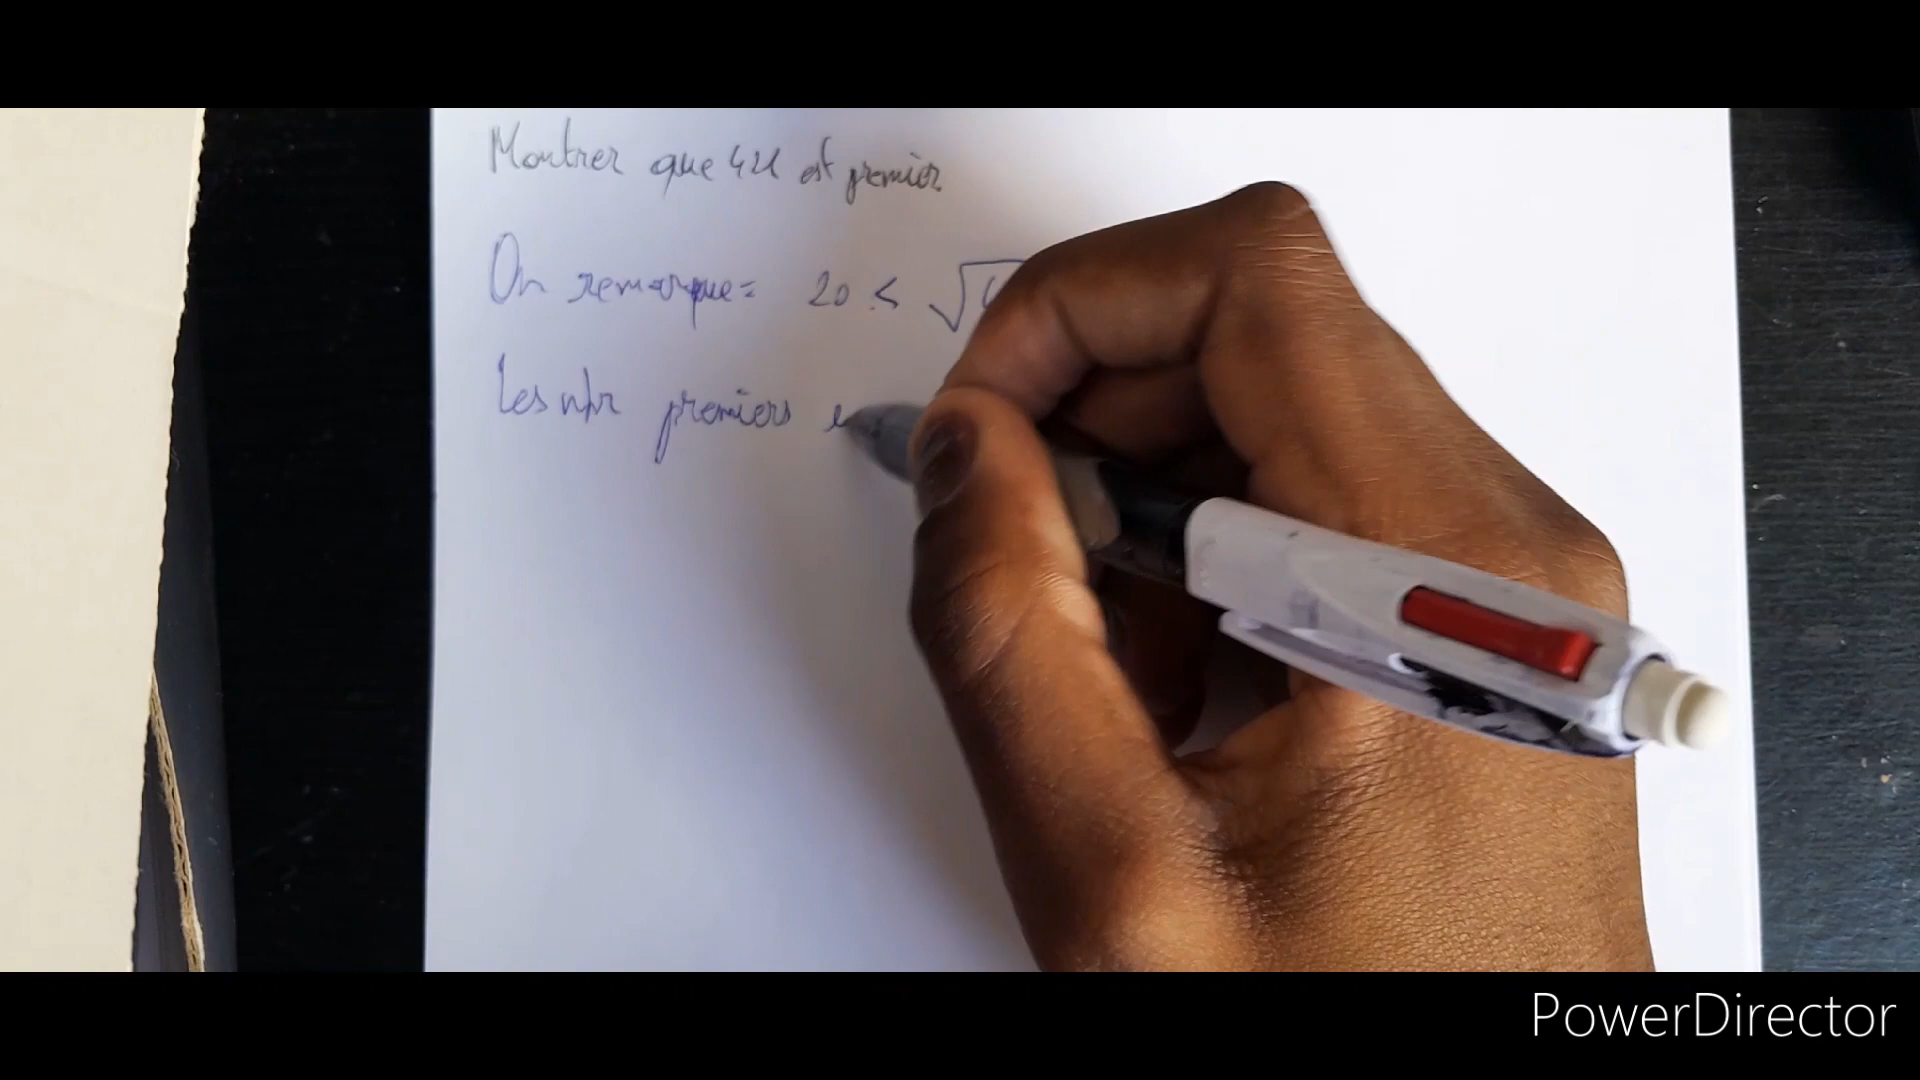 Montrer que 421 est premier
On remarque = 20 < √
Les nbr premiers
PowerDirector